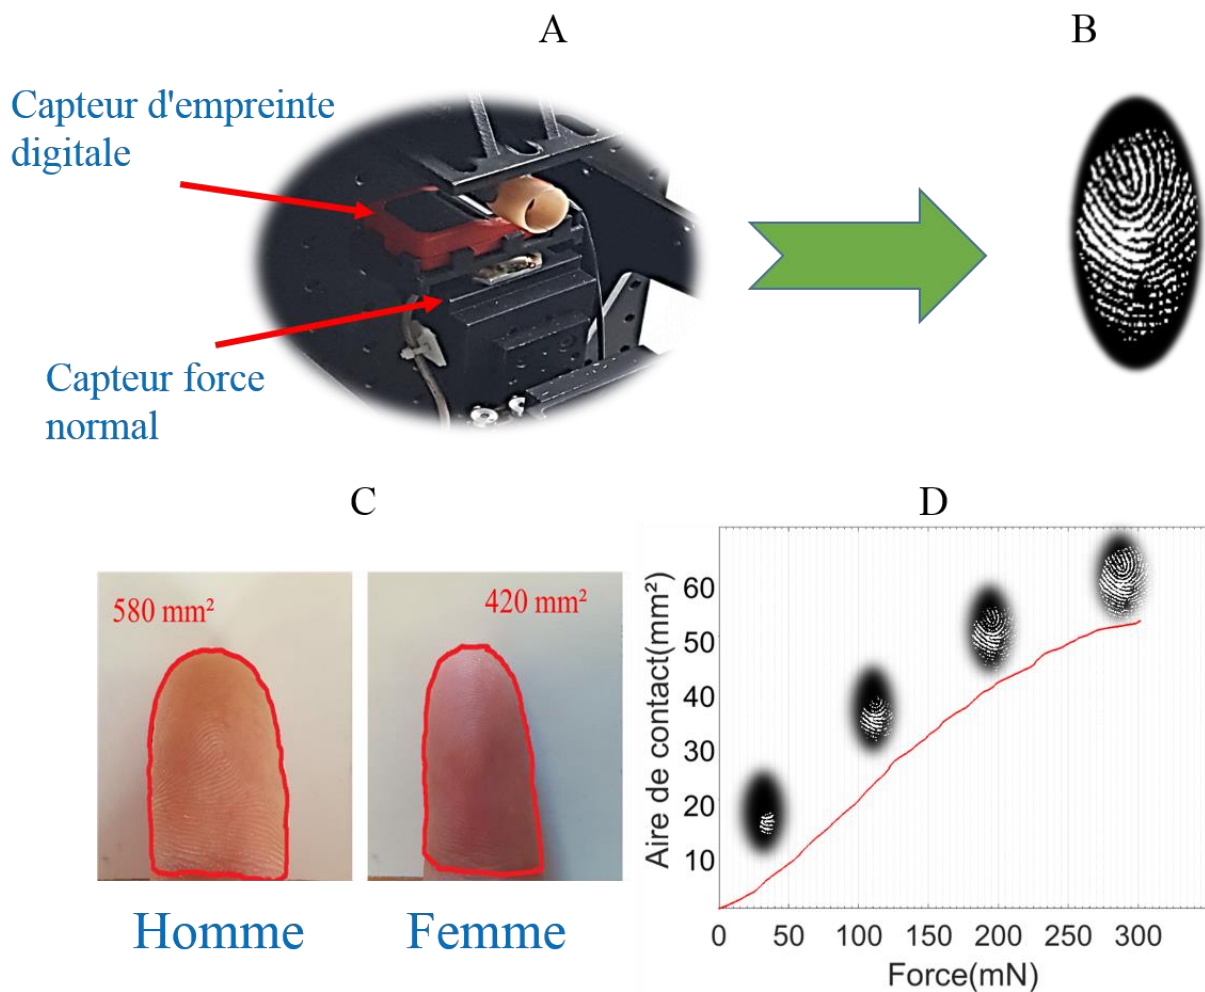 A
B
Capteur d'empreinte
digitale
Capteur force
normal
C
D
580 mm²
420 mm²
Homme
Femme
Aire de contact(mm²)
60
50
40
30
20
10
0 50 100 150 200 250 300
Force(mN)